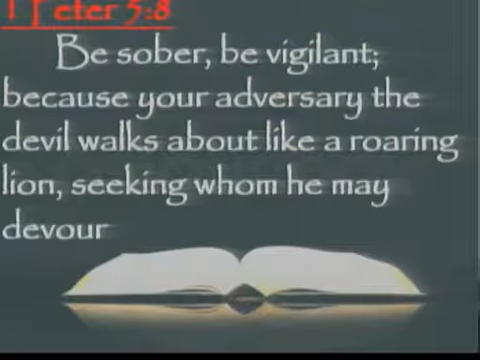 1 Peter 5:8
Be sober, be vigilant;
because your adversary the
devil walks about like a roaring
lion, seeking whom he may
devour